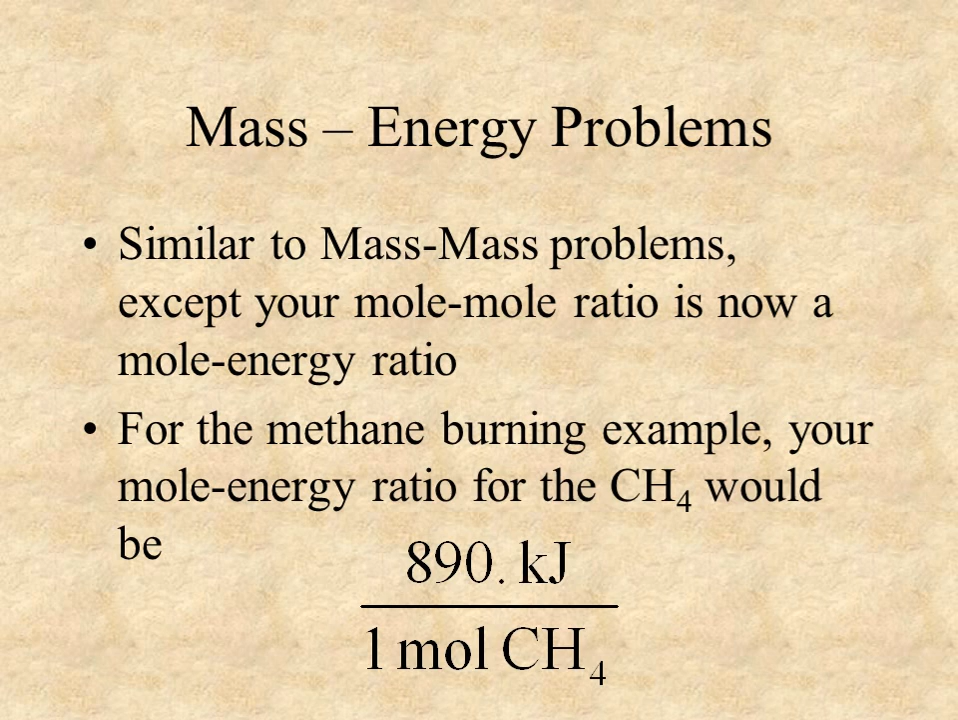 Mass – Energy Problems
• Similar to Mass-Mass problems,
except your mole-mole ratio is now a
mole-energy ratio
• For the methane burning example, your
mole-energy ratio for the CH₄ would
be
890. kJ
1 mol CH₄